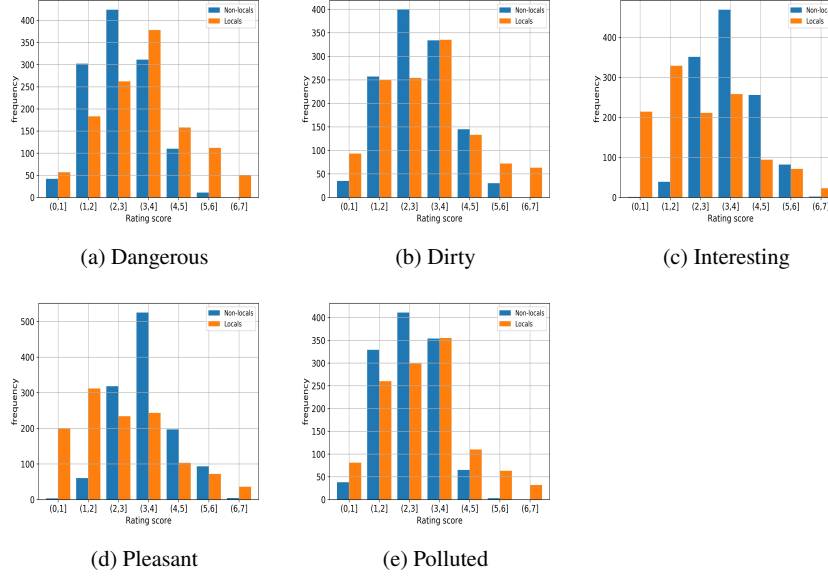 400
350
300
250
200
150
100
50
0
frequency
Non-locals
Locals
(0,1] (1,2] (2,3] (3,4] (4,5] (5,6] (6,7]
Rating score
(a) Dangerous
400
350
300
250
200
150
100
50
0
frequency
Non-locals
Locals
(0,1] (1,2] (2,3] (3,4] (4,5] (5,6] (6,7]
Rating score
(b) Dirty
400
300
200
100
0
frequency
Non-locals
Locals
(0,1] (1,2] (2,3] (3,4] (4,5] (5,6] (6,7]
Rating score
(c) Interesting
500
400
300
200
100
0
frequency
Non-locals
Locals
(0,1] (1,2] (2,3] (3,4] (4,5] (5,6] (6,7]
Rating score
(d) Pleasant
400
350
300
250
200
150
100
50
0
frequency
Non-locals
Locals
(0,1] (1,2] (2,3] (3,4] (4,5] (5,6] (6,7]
Rating score
(e) Polluted